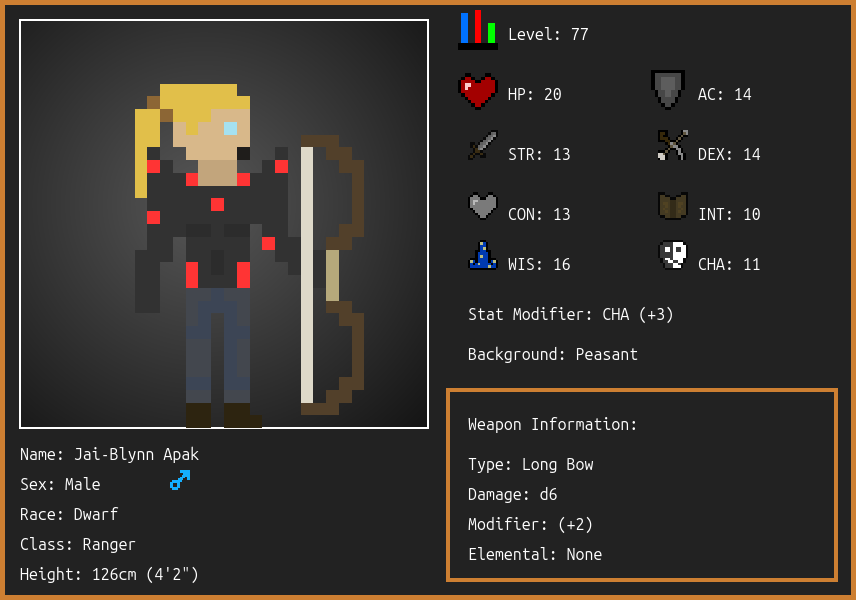 Level: 77
HP: 20
AC: 14
STR: 13
DEX: 14
CON: 13
INT: 10
WIS: 16
CHA: 11
Stat Modifier: CHA (+3)
Background: Peasant
Weapon Information:
Type: Long Bow
Damage: d6
Modifier: (+2)
Elemental: None
Name: Jai-Blynn Apak
Sex: Male
Race: Dwarf
Class: Ranger
Height: 126cm (4'2")